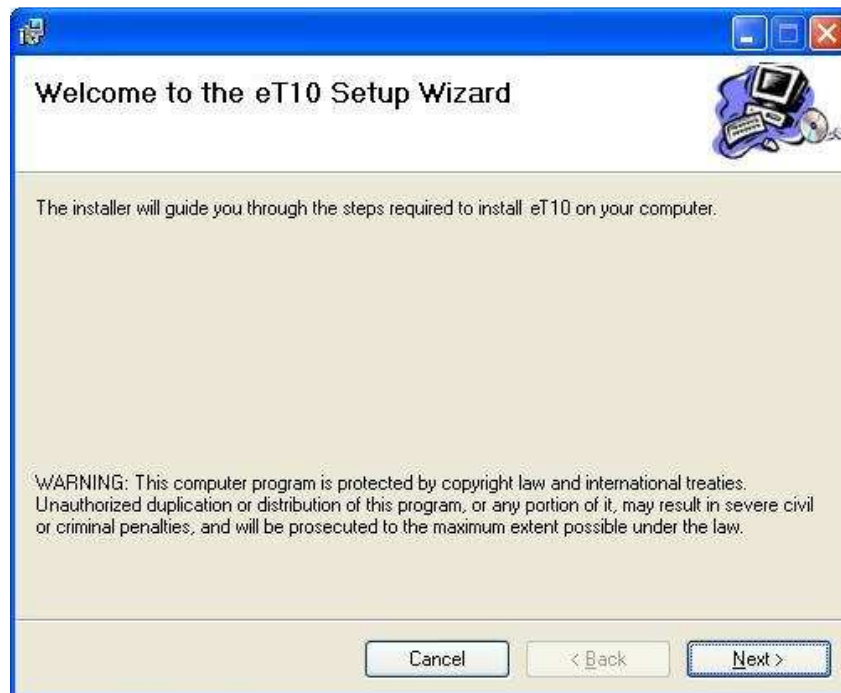 Welcome to the eT10 Setup Wizard
The installer will guide you through the steps required to install eT10 on your computer.
WARNING: This computer program is protected by copyright law and international treaties.
Unauthorized duplication or distribution of this program, or any portion of it, may result in severe civil
or criminal penalties, and will be prosecuted to the maximum extent possible under the law.
Cancel
< Back
Next >